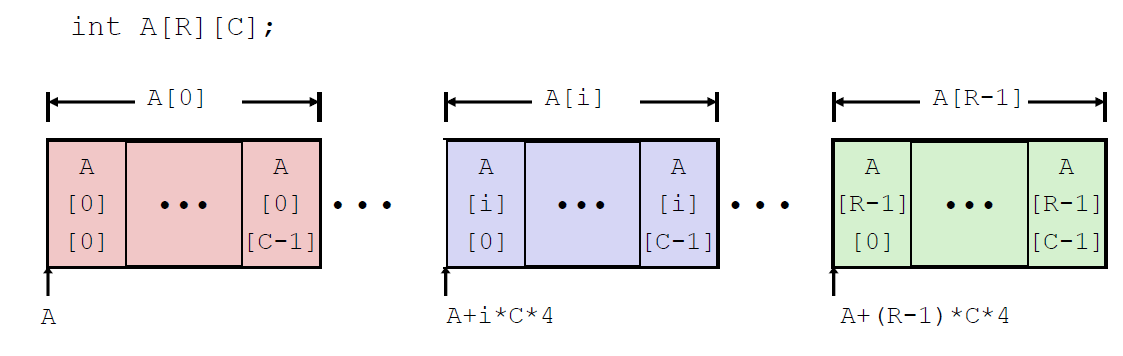 int A[R][C];
A[0] A[i] A[R-1]
A A A A A A
[0] ••• [0] ••• [i] ••• [i] ••• [R-1] ••• [R-1]
[0] [C-1] [0] [C-1] [0] [C-1]
A A+i*C*4 A+(R-1)*C*4